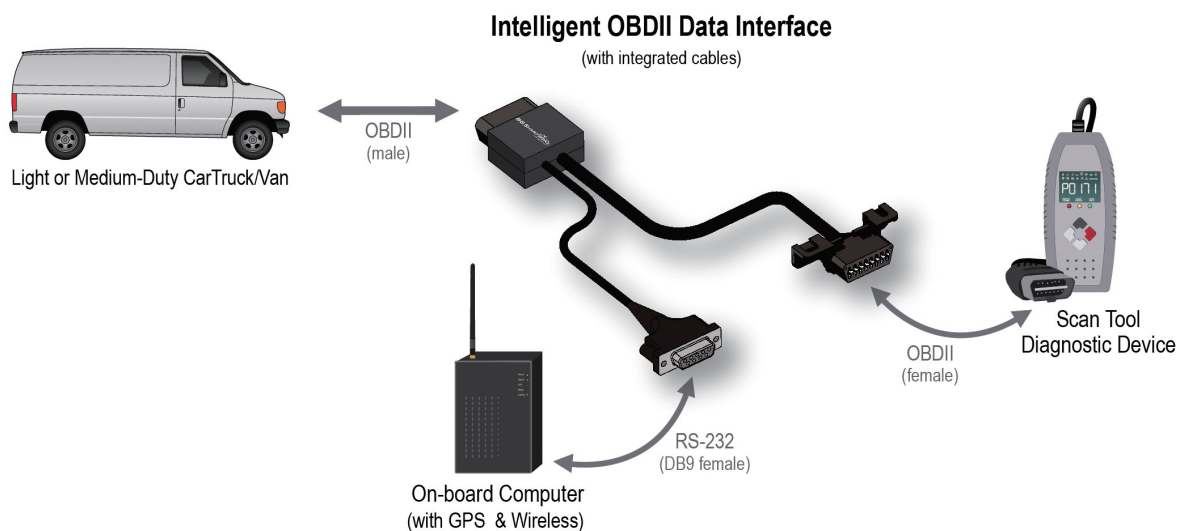 Intelligent OBDII Data Interface
(with integrated cables)
OBDII
(male)
Light or Medium-Duty CarTruck/Van
P0171
Scan Tool
Diagnostic Device
OBDII
(female)
RS-232
(DB9 female)
On-board Computer
(with GPS & Wireless)